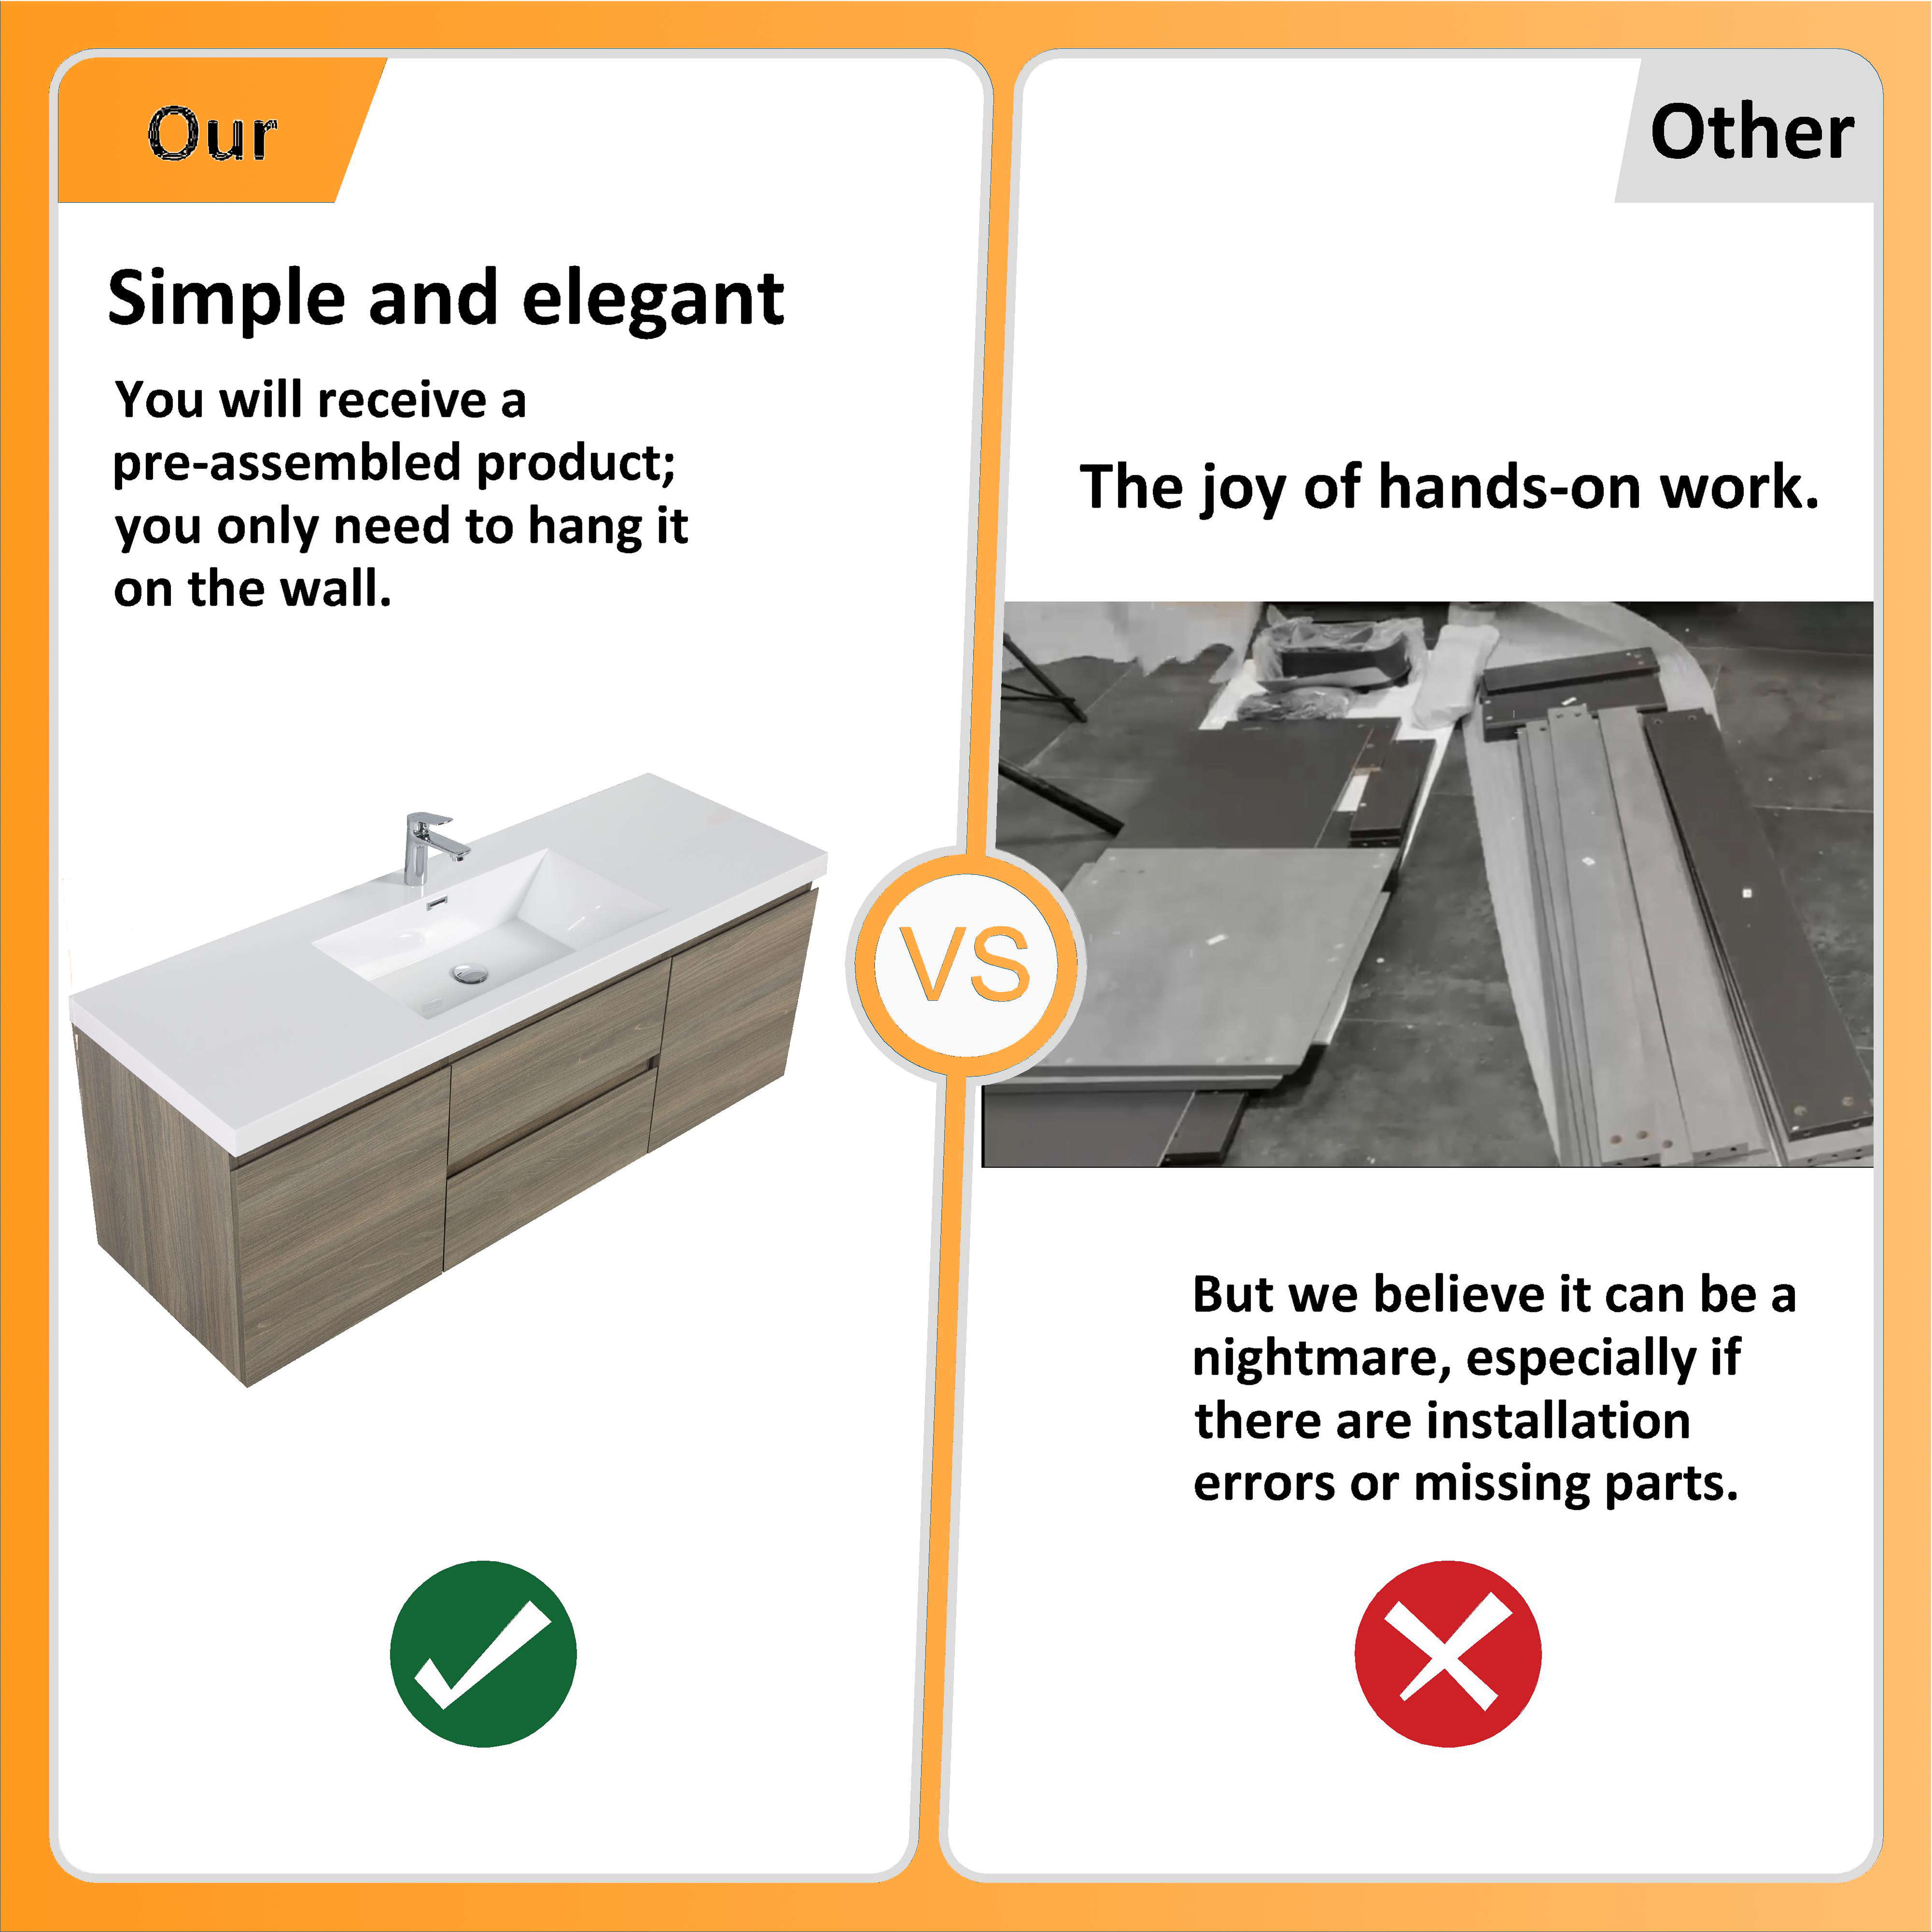 Our
Simple and elegant
You will receive a
pre-assembled product;
you only need to hang it
on the wall.
VS
Other
The joy of hands-on work.
But we believe it can be a
nightmare, especially if
there are installation
errors or missing parts.